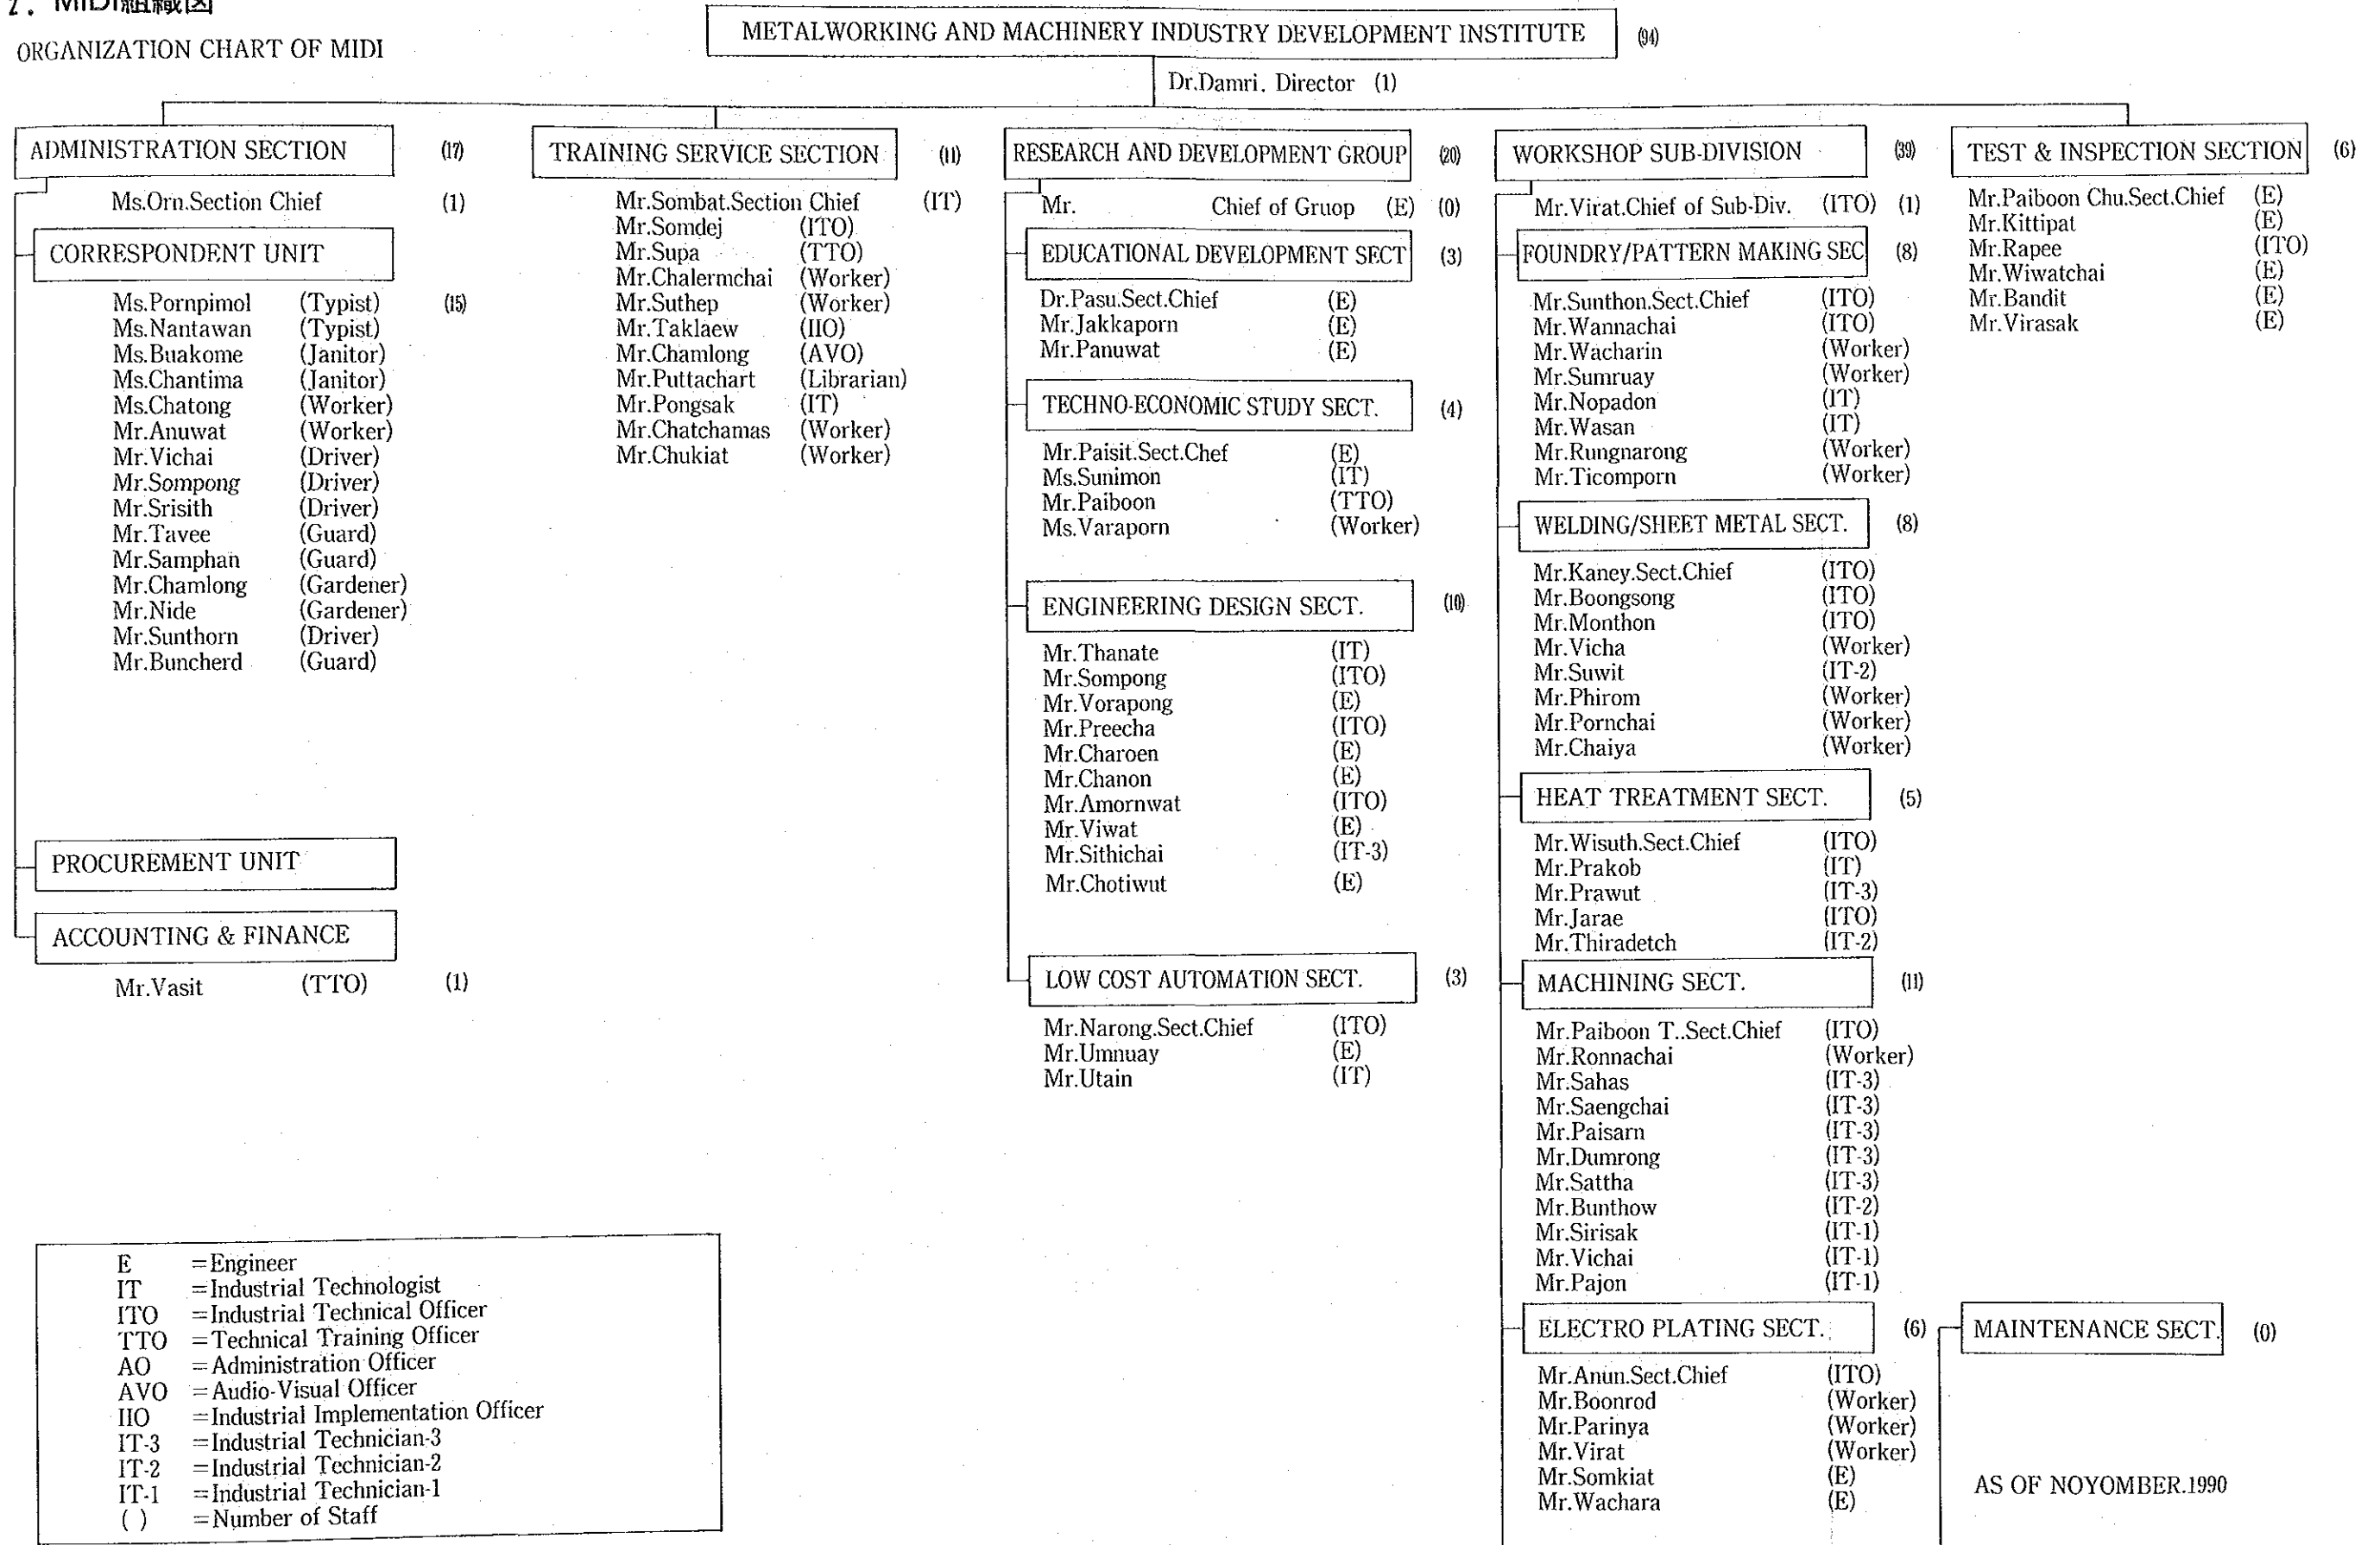 2. MIDI組織図
ORGANIZATION CHART OF MIDI
METALWORKING AND MACHINERY INDUSTRY DEVELOPMENT INSTITUTE (94)
Dr.Damri. Director (1)
ADMINISTRATION SECTION (17)
Ms.Orn.Section Chief (1)
CORRESPONDENT UNIT
Ms.Pornpimol (Typist) (15)
Ms.Nantawan (Typist)
Ms.Buakome (Janitor)
Ms.Chantima (Janitor)
Ms.Chatong (Worker)
Mr.Anuwat (Worker)
Mr.Vichai (Driver)
Mr.Sompong (Driver)
Mr.Srisith (Driver)
Mr.Tavee (Guard)
Mr.Samphan (Guard)
Mr.Chamlong (Gardener)
Mr.Nide (Gardener)
Mr.Sunthorn (Driver)
Mr.Buncherd (Guard)
PROCUREMENT UNIT
ACCOUNTING & FINANCE
Mr.Vasit (TTO) (1)
TRAINING SERVICE SECTION (11)
Mr.Sombat.Section Chief (IT)
Mr.Somdej (ITO)
Mr.Supa (TTO)
Mr.Chalermchai (Worker)
Mr.Suthep (Worker)
Mr.Taklaew (IIO)
Mr.Chamlong (AVO)
Mr.Puttachart (Librarian)
Mr.Pongsak (IT)
Mr.Chatchamas (Worker)
Mr.Chukiat (Worker)
RESEARCH AND DEVELOPMENT GROUP (20)
Mr. Chief of Gruop (E) (0)
EDUCATIONAL DEVELOPMENT SECT (3)
Dr.Pasu.Sect.Chief (E)
Mr.Jakkaporn (E)
Mr.Panuwat (E)
TECHNO-ECONOMIC STUDY SECT. (4)
Mr.Paisit.Sect.Chef (E)
Ms.Sunimon (IT)
Mr.Paiboon (TTO)
Ms.Varaporn (Worker)
ENGINEERING DESIGN SECT. (10)
Mr.Thanate (IT)
Mr.Sompong (ITO)
Mr.Vorapong (E)
Mr.Preecha (ITO)
Mr.Charoen (E)
Mr.Chanon (E)
Mr.Amornwat (ITO)
Mr.Viwat (E)
Mr.Sithichai (IT-3)
Mr.Chotiwut (E)
LOW COST AUTOMATION SECT. (3)
Mr.Narong.Sect.Chief (ITO)
Mr.Umnuay (E)
Mr.Utain (IT)
WORKSHOP SUB-DIVISION (39)
Mr.Virat.Chief of Sub-Div. (ITO) (1)
FOUNDRY/PATTERN MAKING SEC (8)
Mr.Sunthon.Sect.Chief (ITO)
Mr.Wannachai (ITO)
Mr.Wacharin (Worker)
Mr.Sumruay (Worker)
Mr.Nopadon (IT)
Mr.Wasan (IT)
Mr.Rungnarong (Worker)
Mr.Ticomporn (Worker)
WELDING/SHEET METAL SECT. (8)
Mr.Kaney.Sect.Chief (ITO)
Mr.Boongsong (ITO)
Mr.Monthon (ITO)
Mr.Vicha (Worker)
Mr.Suwit (IT-2)
Mr.Phirom (Worker)
Mr.Pornchai (Worker)
Mr.Chaiya (Worker)
HEAT TREATMENT SECT. (5)
Mr.Wisuth.Sect.Chief (ITO)
Mr.Prakob (IT)
Mr.Prawut (IT-3)
Mr.Jarae (ITO)
Mr.Thiradetch (IT-2)
MACHINING SECT. (11)
Mr.Paiboon T..Sect.Chief (ITO)
Mr.Ronnachai (Worker)
Mr.Sahas (IT-3)
Mr.Saengchai (IT-3)
Mr.Paisarn (IT-3)
Mr.Dumrong (IT-3)
Mr.Sattha (IT-3)
Mr.Bunthow (IT-2)
Mr.Sirisak (IT-1)
Mr.Vichai (IT-1)
Mr.Pajon (IT-1)
ELECTRO PLATING SECT. (6)
Mr.Anun.Sect.Chief (ITO)
Mr.Boonrod (Worker)
Mr.Parinya (Worker)
Mr.Virat (Worker)
Mr.Somkiat (E)
Mr.Wachara (E)
TEST & INSPECTION SECTION (6)
Mr.Paiboon Chu.Sect.Chief (E)
Mr.Kittipat (E)
Mr.Rapee (ITO)
Mr.Wiwatchai (E)
Mr.Bandit (E)
Mr.Virasak (E)
MAINTENANCE SECT. (0)
AS OF NOYOMBER.1990
E =Engineer
IT =Industrial Technologist
ITO =Industrial Technical Officer
TTO =Technical Training Officer
AO =Administration Officer
AVO =Audio-Visual Officer
IIO =Industrial Implementation Officer
IT-3 =Industrial Technician-3
IT-2 =Industrial Technician-2
IT-1 =Industrial Technician-1
( ) =Number of Staff